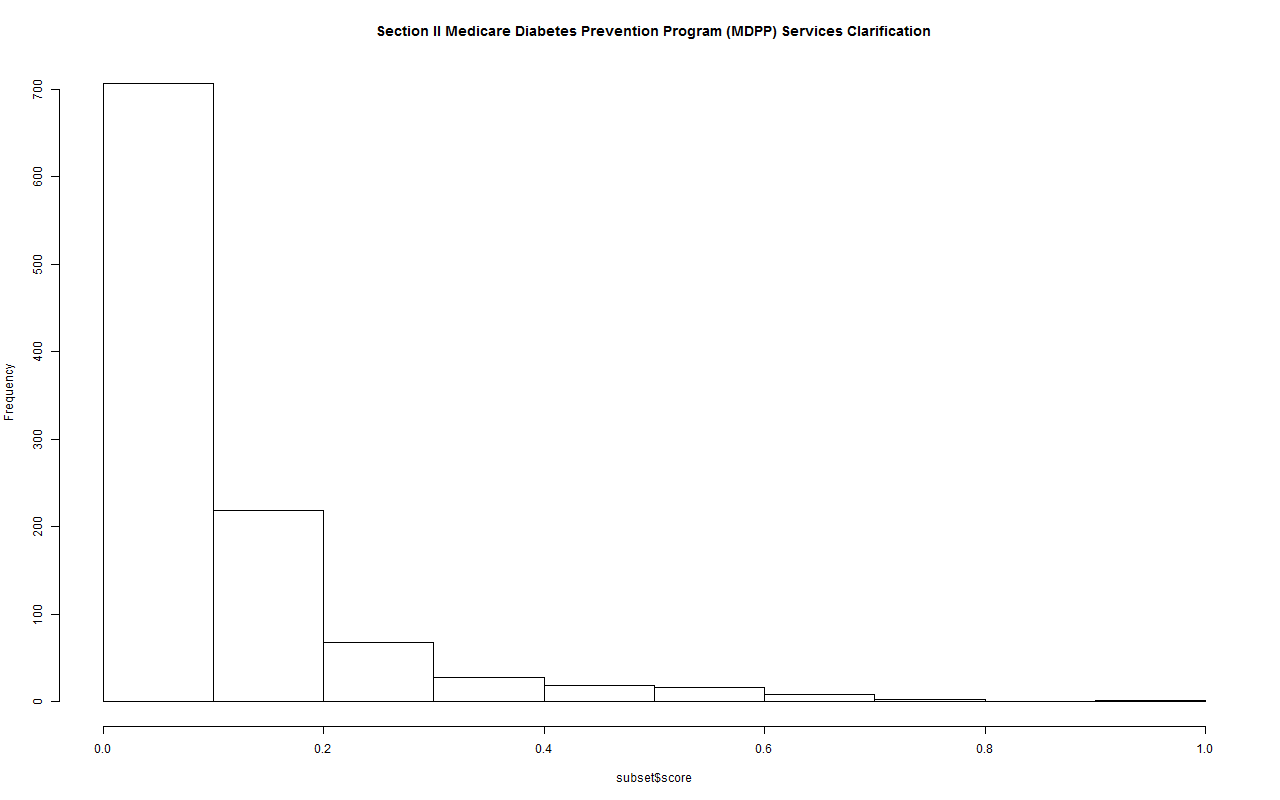 Section II Medicare Diabetes Prevention Program (MDPP) Services Clarification
700
600
500
400
300
200
100
0
Frequency
0.0 0.2 0.4 0.6 0.8 1.0
subset$score